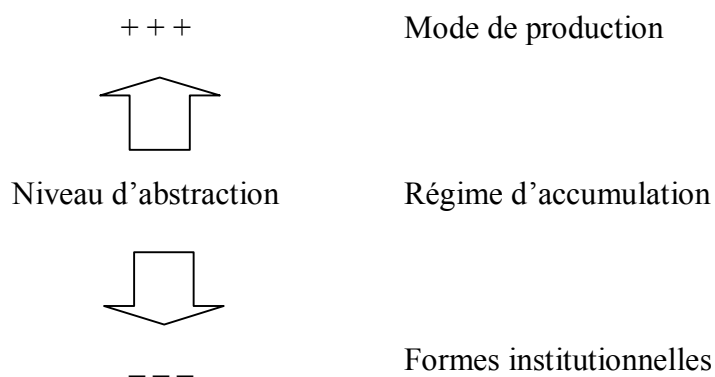 + + + Mode de production
Niveau d’abstraction Régime d’accumulation
– – – Formes institutionnelles